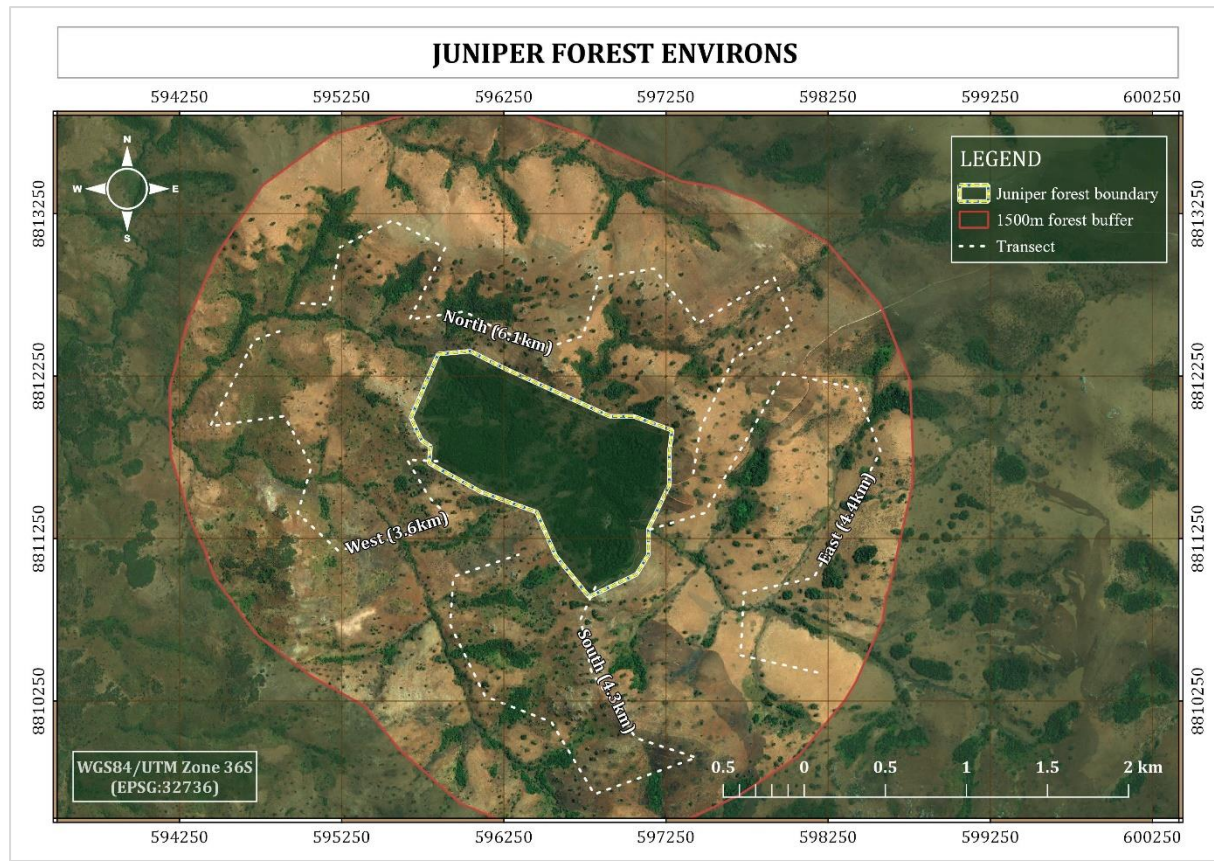 JUNIPER FOREST ENVIRONS
594250 595250 596250 597250 598250 599250 600250
N
W E
S
LEGEND
Juniper forest boundary
1500m forest buffer
Transect
8813250 8813250
North (6.1km)
8812250 8812250
West (3.6km)
East (4.4km)
8811250 8811250
South (4.3km)
8810250 8810250
WGS84/UTM Zone 36S
(EPSG:32736)
0.5 0 0.5 1 1.5 2 km
594250 595250 596250 597250 598250 599250 600250